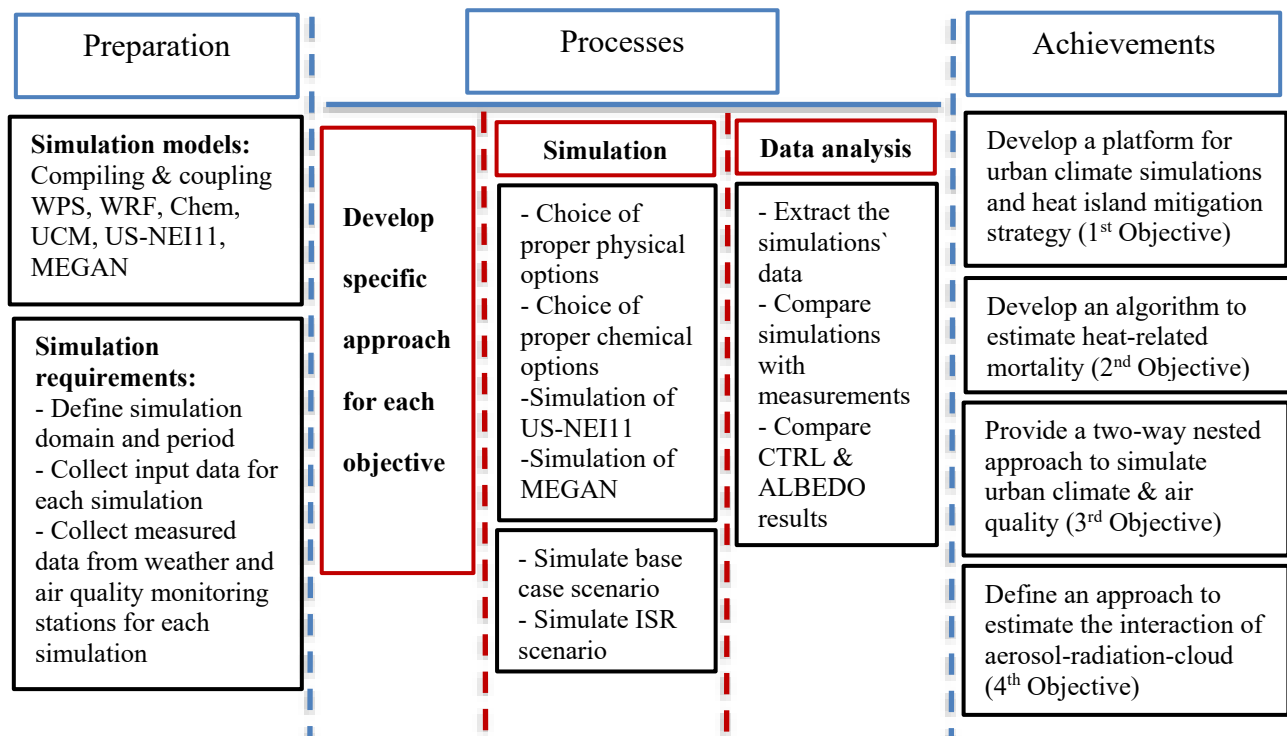 Preparation
Simulation models:
Compiling & coupling
WPS, WRF, Chem,
UCM, US-NEI11,
MEGAN
Simulation
requirements:
- Define simulation
domain and period
- Collect input data for
each simulation
- Collect measured
data from weather and
air quality monitoring
stations for each
simulation
Processes
Develop
specific
approach
for each
objective
Simulation
- Choice of
proper physical
options
- Choice of
proper chemical
options
-Simulation of
US-NEI11
-Simulation of
MEGAN
- Simulate base
case scenario
- Simulate ISR
scenario
Data analysis
- Extract the
simulations`
data
- Compare
simulations
with
measurements
- Compare
CTRL &
ALBEDO
results
Achievements
Develop a platform for
urban climate simulations
and heat island mitigation
strategy (1st Objective)
Develop an algorithm to
estimate heat-related
mortality (2nd Objective)
Provide a two-way nested
approach to simulate
urban climate & air
quality (3rd Objective)
Define an approach to
estimate the interaction of
aerosol-radiation-cloud
(4th Objective)